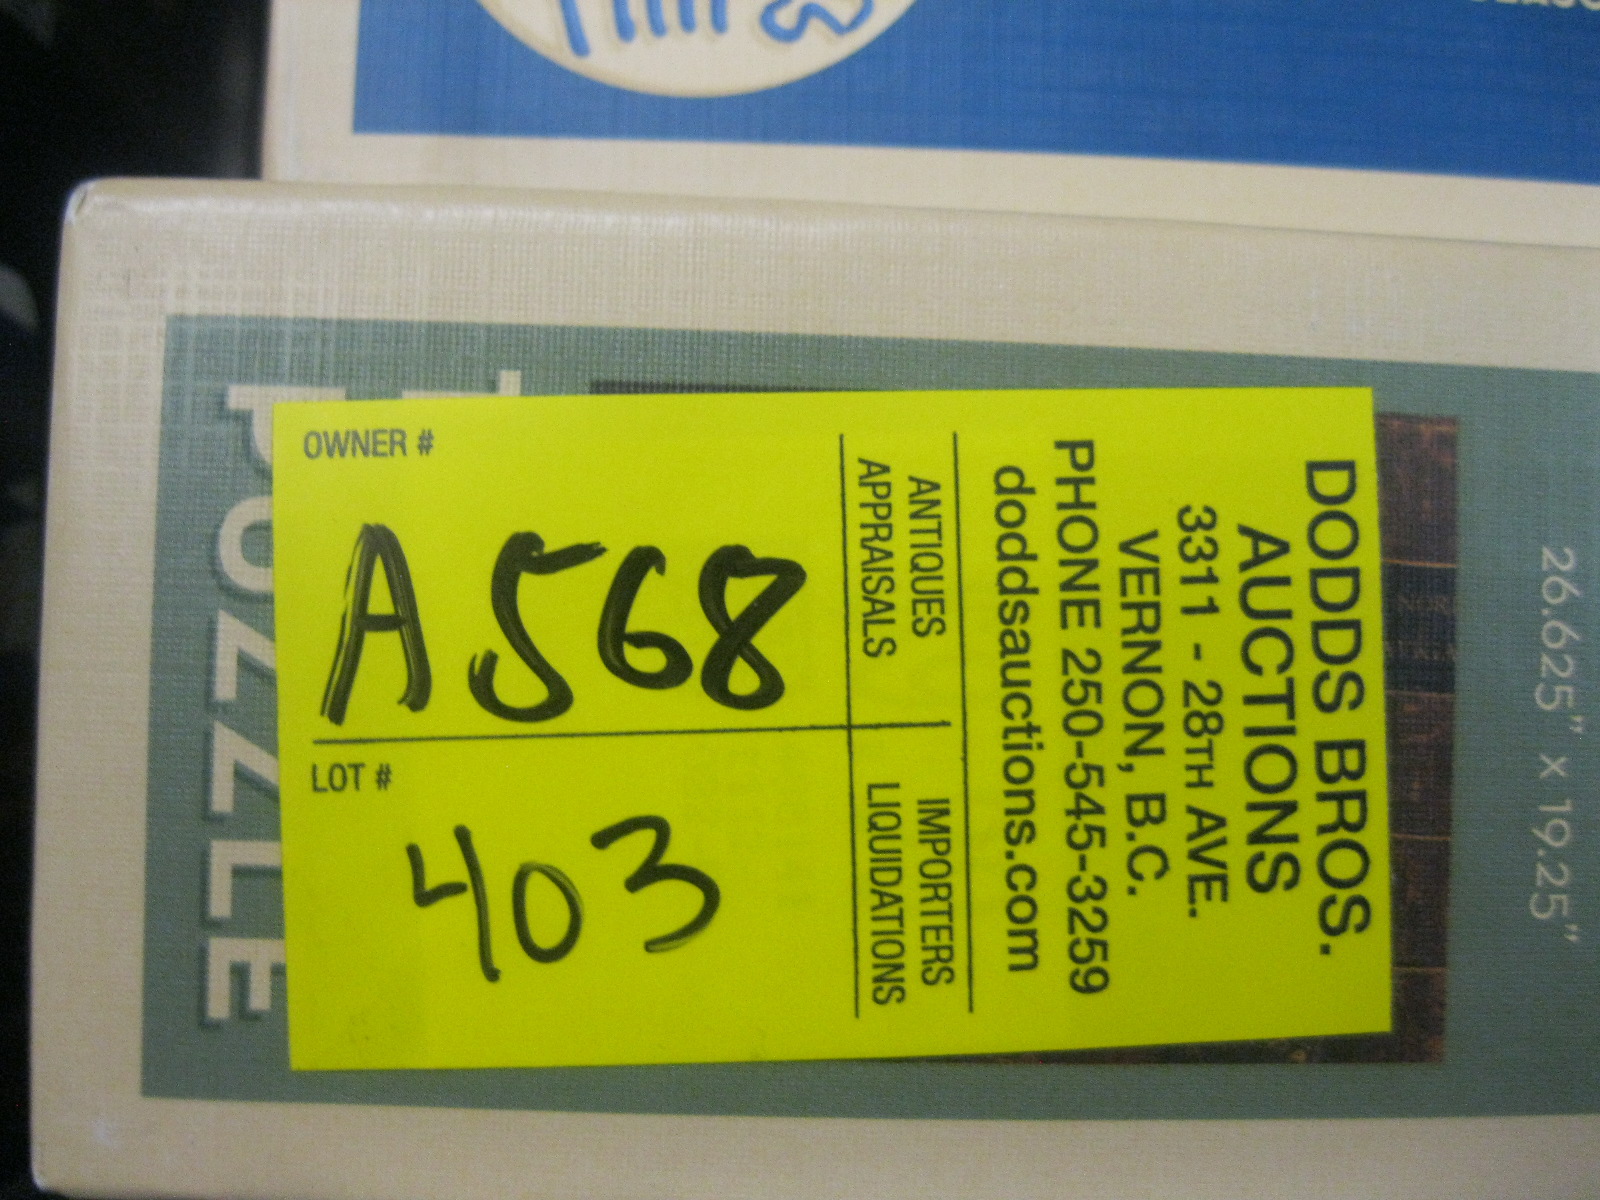 OWNER #
A568
LOT #
403
ANTIQUES
APPRAISALS
IMPORTERS
LIQUIDATIONS
DODDS BROS.
AUCTIONS
3311 - 28TH AVE.
VERNON, B.C.
PHONE 250-545-3259
doddsauctions.com
PUZZLE
26.625” x 19.25”